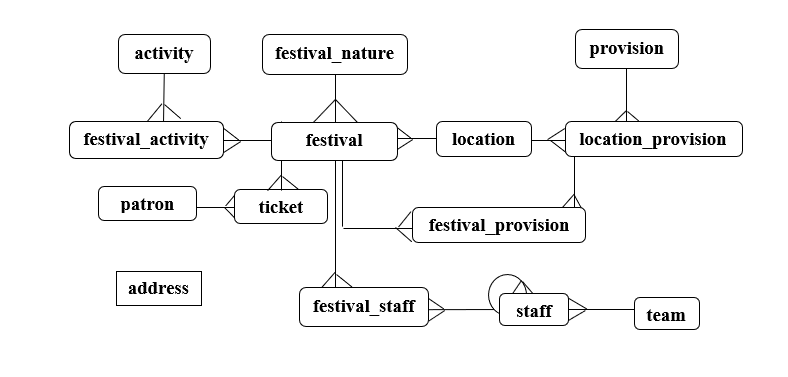 activity
festival_nature
provision
festival_activity
festival
location
location_provision
patron
ticket
festival_provision
address
festival_staff
staff
team